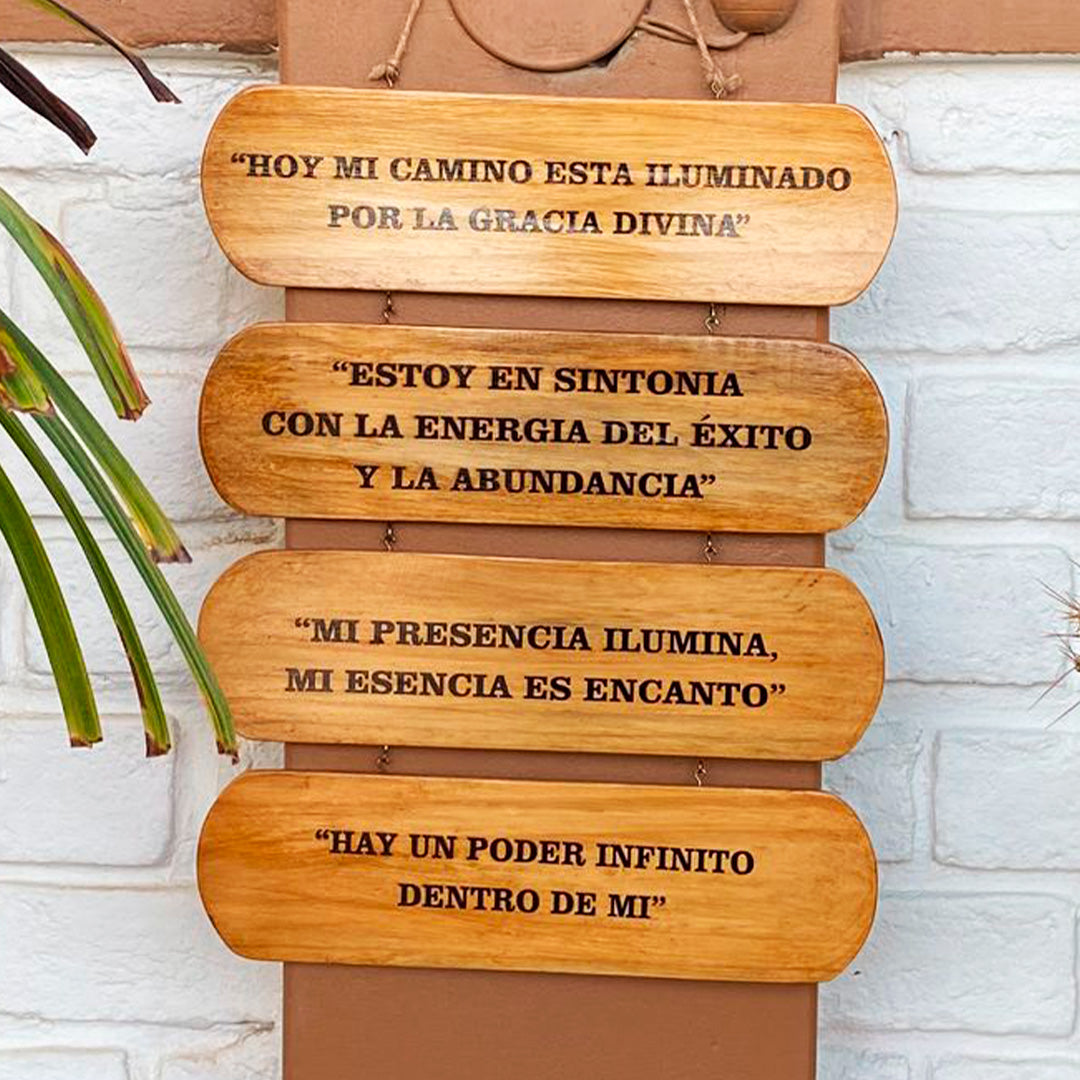 “HOY MI CAMINO ESTA ILUMINADO
POR LA GRACIA DIVINA”
“ESTOY EN SINTONIA
CON LA ENERGIA DEL ÉXITO
Y LA ABUNDANCIA”
“MI PRESENCIA ILUMINA,
MI ESENCIA ES ENCANTO”
“HAY UN PODER INFINITO
DENTRO DE MI”